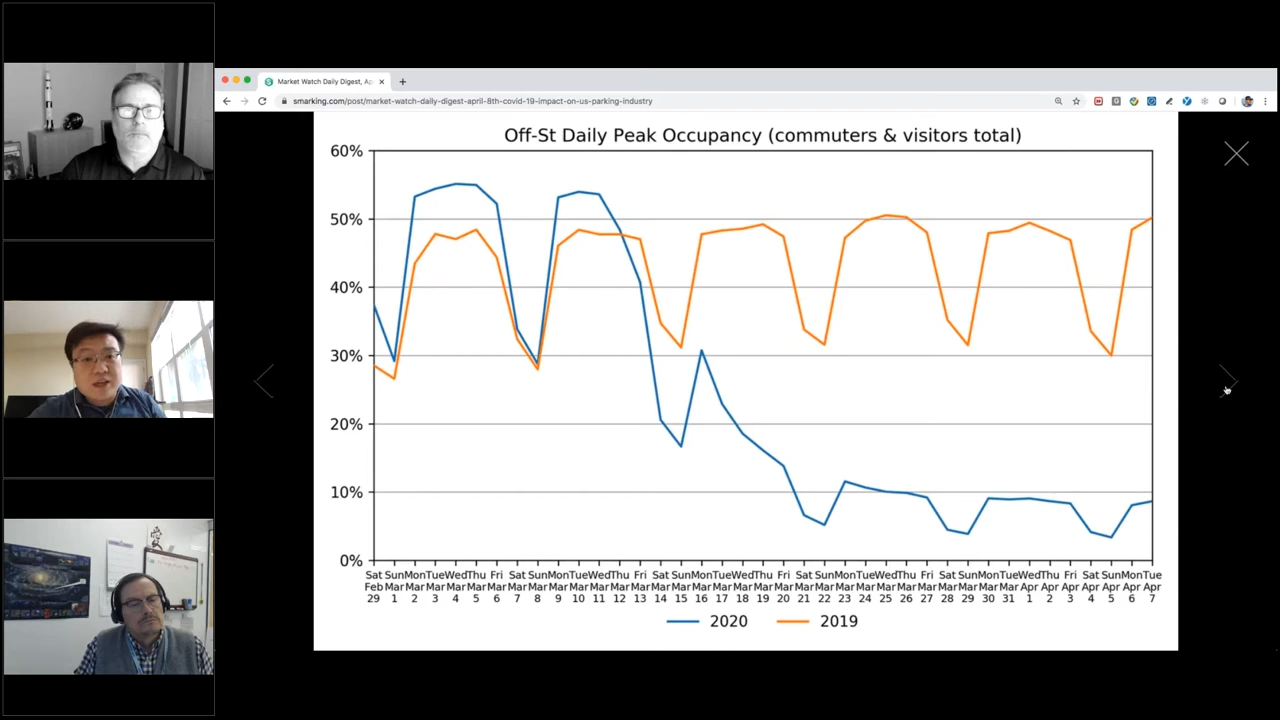 Market Watch Daily Digest, Ap
smarking.com/post/market-watch-daily-digest-april-8th-covid-19-impact-on-us-parking-industry
Off-St Daily Peak Occupancy (commuters & visitors total)
60%
50%
40%
30%
20%
10%
0%
Sat Sun Mon Tue Wed Thu Fri Sat Sun Mon Tue Wed Thu Fri Sat Sun Mon Tue Wed Thu Fri Sat Sun Mon Tue Wed Thu Fri Sat Sun Mon Tue Wed Thu Fri Sat Sun Mon Tue
Feb Mar Mar Mar Mar Mar Mar Mar Mar Mar Mar Mar Mar Mar Mar Mar Mar Mar Mar Mar Mar Mar Mar Mar Mar Mar Mar Mar Mar Mar Mar Mar Apr Apr Apr Apr Apr Apr Apr
29 1 2 3 4 5 6 7 8 9 10 11 12 13 14 15 16 17 18 19 20 21 22 23 24 25 26 27 28 29 30 31 1 2 3 4 5 6 7
2020 2019